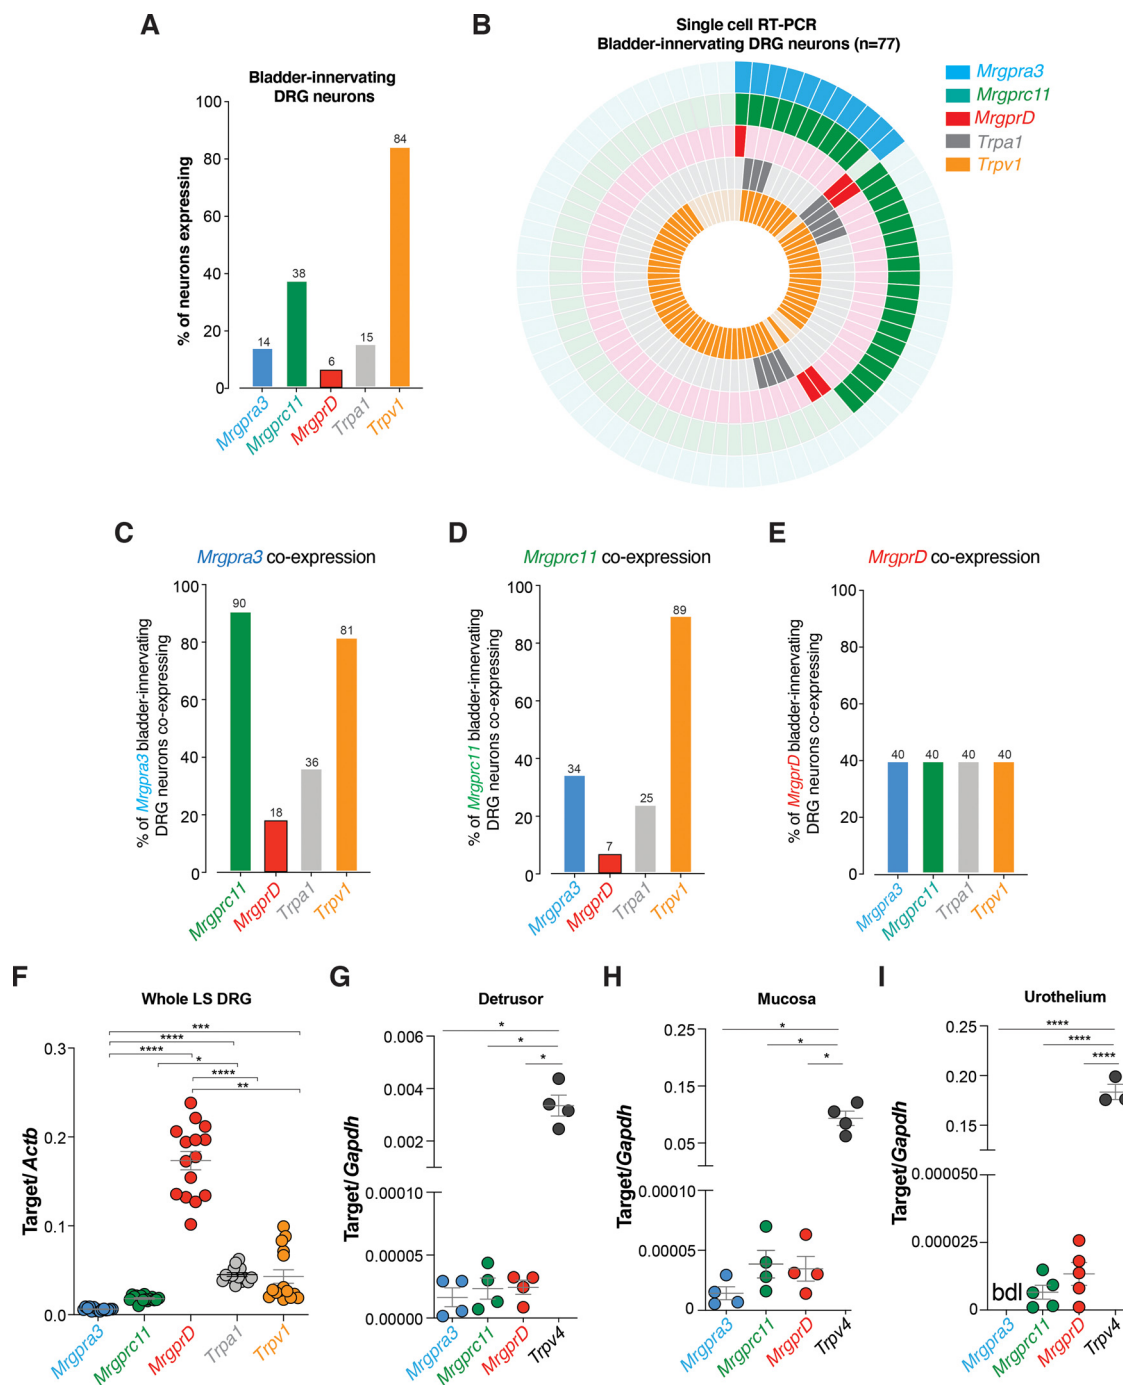 A
Bladder-innervating
DRG neurons
% of neurons expressing
100
80
60
40
20
0
14
38
6
15
84
Mrgpra3
Mrgprc11
MrgprD
Trpa1
Trpv1
B
Single cell RT-PCR
Bladder-innervating DRG neurons (n=77)
Mrgpra3
Mrgprc11
MrgprD
Trpa1
Trpv1
C
Mrgpra3 co-expression
% of Mrgpra3 bladder-innervating
DRG neurons co-expressing
100
80
60
40
20
0
90
18
36
81
Mrgprc11
MrgprD
Trpa1
Trpv1
D
Mrgprc11 co-expression
% of Mrgprc11 bladder-innervating
DRG neurons co-expressing
100
80
60
40
20
0
34
7
25
89
Mrgpra3
MrgprD
Trpa1
Trpv1
E
MrgprD co-expression
% of MrgprD bladder-innervating
DRG neurons co-expressing
100
80
60
40
20
0
40
40
40
40
Mrgpra3
Mrgprc11
Trpa1
Trpv1
F
Whole LS DRG
Target/Actb
***
****
****
*
****
**
0.3
0.2
0.1
0.0
Mrgpra3
Mrgprc11
MrgprD
Trpa1
Trpv1
G
Detrusor
Target/Gapdh
*
*
*
0.006
0.004
0.002
0.00010
0.00005
0.00000
Mrgpra3
Mrgprc11
MrgprD
Trpv4
H
Mucosa
Target/Gapdh
*
*
*
0.25
0.15
0.05
0.00010
0.00005
0
Mrgpra3
Mrgprc11
MrgprD
Trpv4
I
Urothelium
Target/Gapdh
****
****
****
0.25
0.20
0.15
0.000050
0.000025
0
bdl
Mrgpra3
Mrgprc11
MrgprD
Trpv4